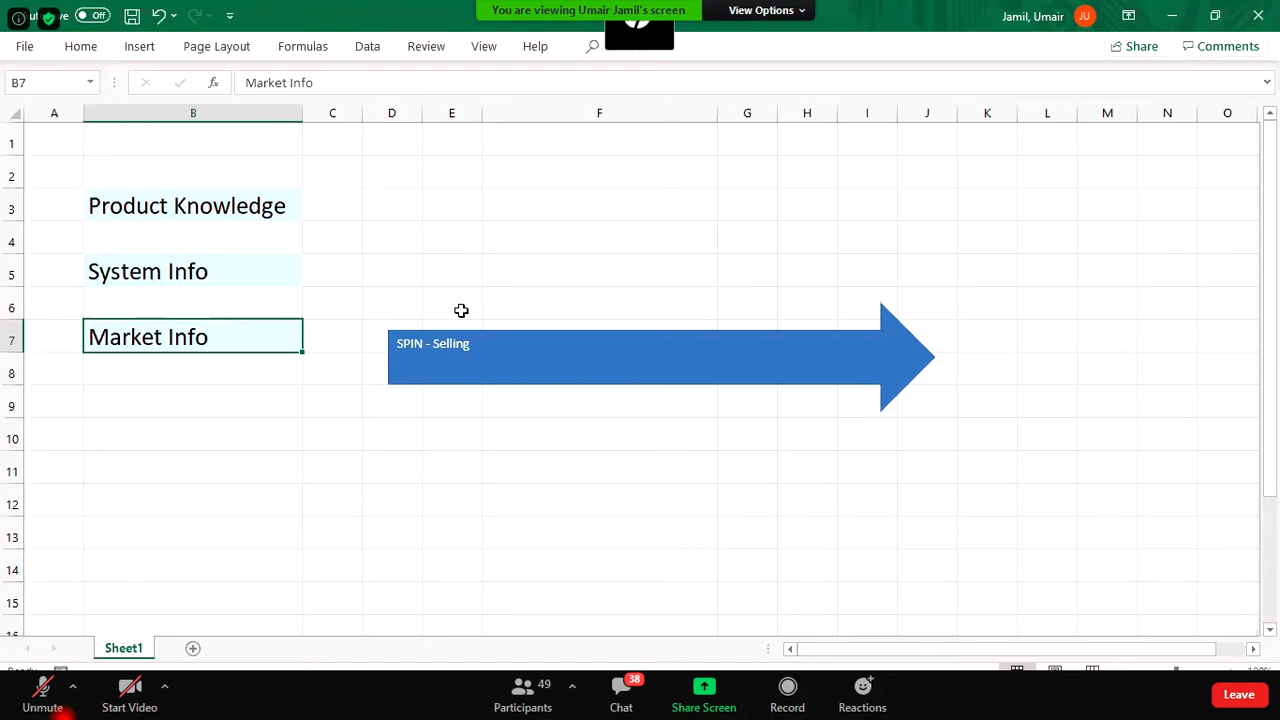 Off
You are viewing Umair Jamil's screen
View Options
Jamil, Umair
JU
File
Home
Insert
Page Layout
Formulas
Data
Review
View
Help
Share
Comments
B7
fx
Market Info
A
B
C
D
E
F
G
H
I
J
K
L
M
N
O
1
2
3
Product Knowledge
4
5
System Info
6
7
Market Info
SPIN - Selling
8
9
10
11
12
13
14
15
Sheet1
Unmute
Start Video
49
Participants
38
Chat
Share Screen
Record
Reactions
Leave